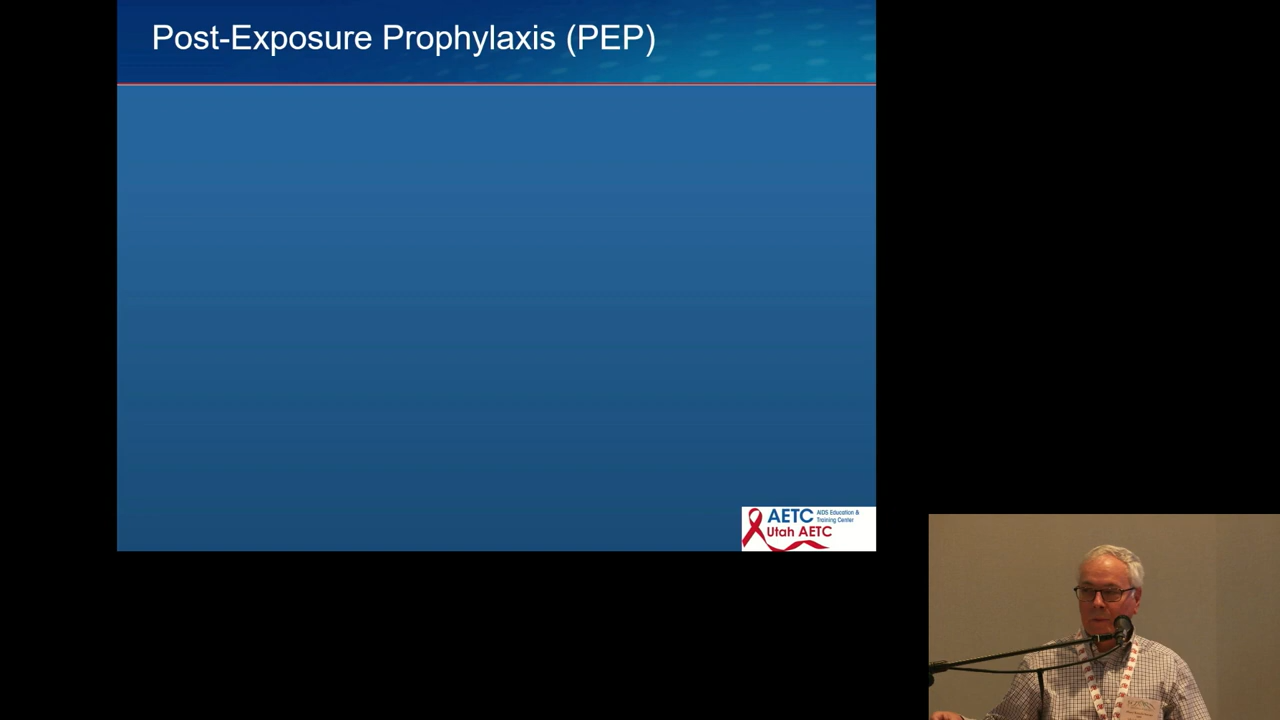 Post-Exposure Prophylaxis (PEP)
AETC
AIDS Education &
Training Center
Utah AETC